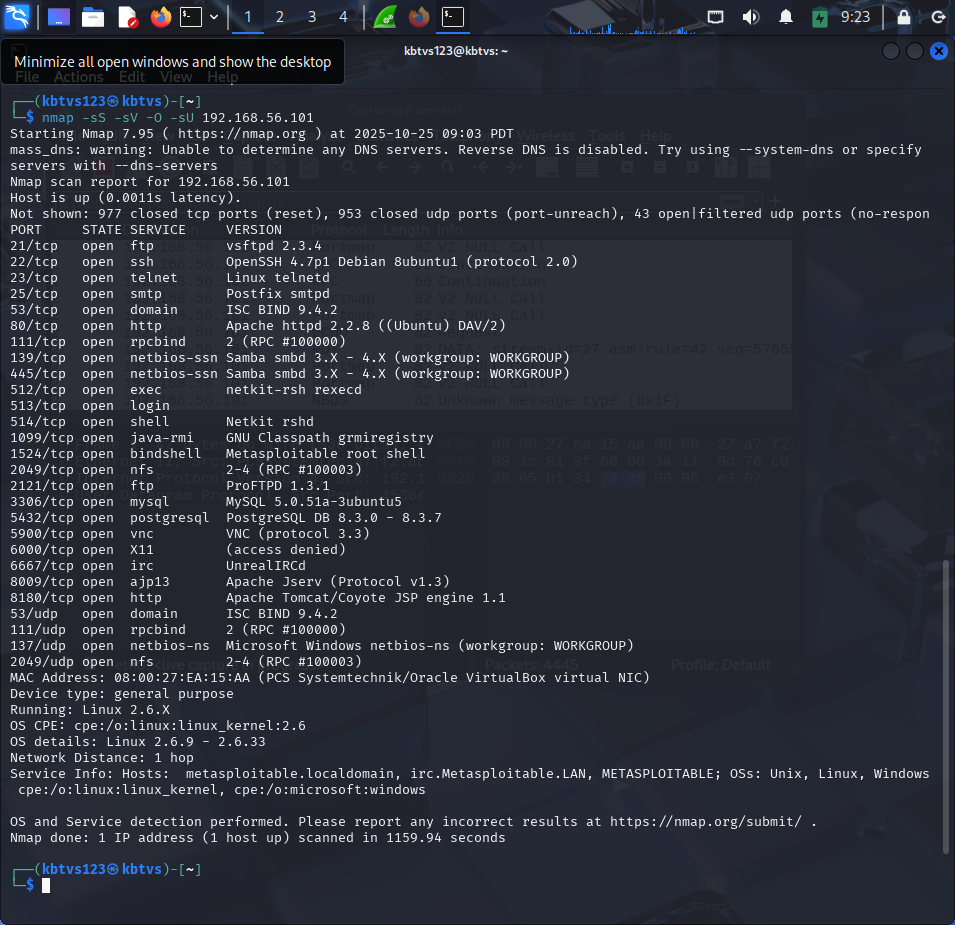 1 2 3 4 9:23
kbtvs123@kbtvs: ~
Minimize all open windows and show the desktop
File Actions Edit View Help
┌──(kbtvs123㉿kbtvs)-[~]
└─$ nmap -sS -sV -O -sU 192.168.56.101
Starting Nmap 7.95 ( https://nmap.org ) at 2025-10-25 09:03 PDT
mass_dns: warning: Unable to determine any DNS servers. Reverse DNS is disabled. Try using --system-dns or specify
servers with --dns-servers
Nmap scan report for 192.168.56.101
Host is up (0.0011s latency).
Not shown: 977 closed tcp ports (reset), 953 closed udp ports (port-unreach), 43 open|filtered udp ports (no-respon
PORT STATE SERVICE VERSION
21/tcp open ftp vsftpd 2.3.4
22/tcp open ssh OpenSSH 4.7p1 Debian 8ubuntu1 (protocol 2.0)
23/tcp open telnet Linux telnetd
25/tcp open smtp Postfix smtpd
53/tcp open domain ISC BIND 9.4.2
80/tcp open http Apache httpd 2.2.8 ((Ubuntu) DAV/2)
111/tcp open rpcbind 2 (RPC #100000)
139/tcp open netbios-ssn Samba smbd 3.X - 4.X (workgroup: WORKGROUP)
445/tcp open netbios-ssn Samba smbd 3.X - 4.X (workgroup: WORKGROUP)
512/tcp open exec netkit-rsh rexecd
513/tcp open login
514/tcp open shell Netkit rshd
1099/tcp open java-rmi GNU Classpath grmiregistry
1524/tcp open bindshell Metasploitable root shell
2049/tcp open nfs 2-4 (RPC #100003)
2121/tcp open ftp ProFTPD 1.3.1
3306/tcp open mysql MySQL 5.0.51a-3ubuntu5
5432/tcp open postgresql PostgreSQL DB 8.3.0 - 8.3.7
5900/tcp open vnc VNC (protocol 3.3)
6000/tcp open X11 (access denied)
6667/tcp open irc UnrealIRCd
8009/tcp open ajp13 Apache Jserv (Protocol v1.3)
8180/tcp open http Apache Tomcat/Coyote JSP engine 1.1
53/udp open domain ISC BIND 9.4.2
111/udp open rpcbind 2 (RPC #100000)
137/udp open netbios-ns Microsoft Windows netbios-ns (workgroup: WORKGROUP)
2049/udp open nfs 2-4 (RPC #100003)
MAC Address: 08:00:27:EA:15:AA (PCS Systemtechnik/Oracle VirtualBox virtual NIC)
Device type: general purpose
Running: Linux 2.6.X
OS CPE: cpe:/o:linux:linux_kernel:2.6
OS details: Linux 2.6.9 - 2.6.33
Network Distance: 1 hop
Service Info: Hosts:  metasploitable.localdomain, irc.Metasploitable.LAN, METASPLOITABLE; OSs: Unix, Linux, Windows
cpe:/o:linux:linux_kernel, cpe:/o:microsoft:windows
OS and Service detection performed. Please report any incorrect results at https://nmap.org/submit/ .
Nmap done: 1 IP address (1 host up) scanned in 1159.94 seconds
┌──(kbtvs123㉿kbtvs)-[~]
└─$